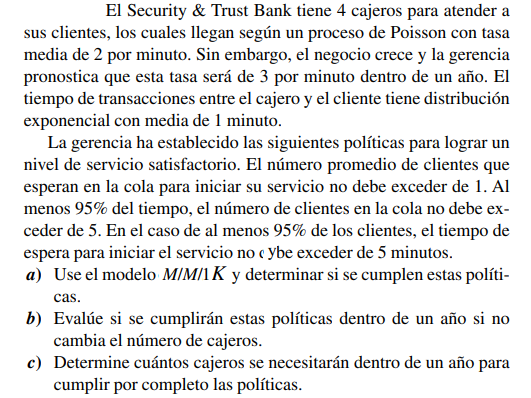 El Security & Trust Bank tiene 4 cajeros para atender a
sus clientes, los cuales llegan según un proceso de Poisson con tasa
media de 2 por minuto. Sin embargo, el negocio crece y la gerencia
pronostica que esta tasa será de 3 por minuto dentro de un año. El
tiempo de transacciones entre el cajero y el cliente tiene distribución
exponencial con media de 1 minuto.
La gerencia ha establecido las siguientes políticas para lograr un
nivel de servicio satisfactorio. El número promedio de clientes que
esperan en la cola para iniciar su servicio no debe exceder de 1. Al
menos 95% del tiempo, el número de clientes en la cola no debe ex-
ceder de 5. En el caso de al menos 95% de los clientes, el tiempo de
espera para iniciar el servicio no ybe exceder de 5 minutos.
a) Use el modelo M/M/1K y determinar si se cumplen estas políti-
cas.
b) Evalúe si se cumplirán estas políticas dentro de un año si no
cambia el número de cajeros.
c) Determine cuántos cajeros se necesitarán dentro de un año para
cumplir por completo las políticas.